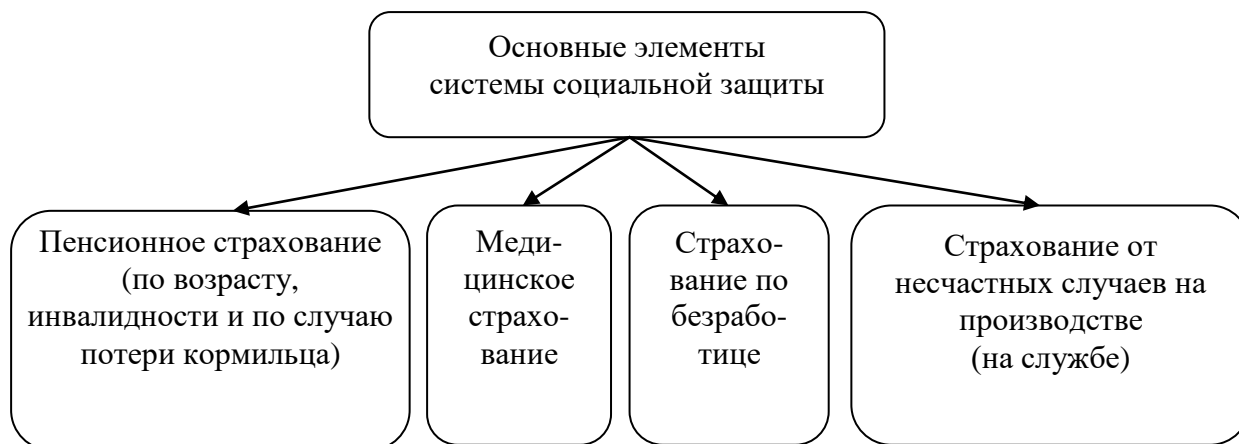 Основные элементы
системы социальной защиты
Пенсионное страхование
(по возрасту,
инвалидности и по случаю
потери кормильца)
Меди-
цинское
страхо-
вание
Страхо-
вание по
безрабо-
тице
Страхование от
несчастных случаев на
производстве
(на службе)